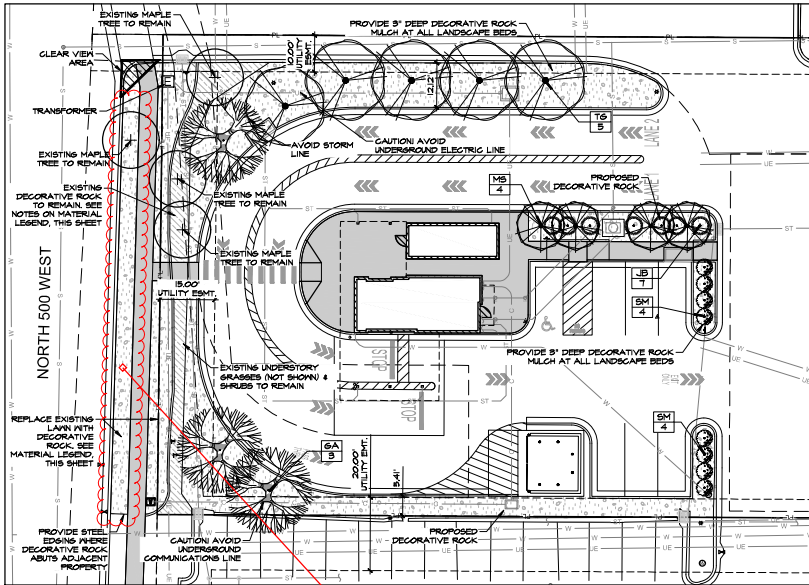 EXISTING MAPLE
TREE TO REMAIN
CLEAR VIEW
AREA
TRANSFORMER
EXISTING MAPLE
TREE TO REMAIN
EXISTING
DECORATIVE ROCK
TO REMAIN. SEE
NOTES ON MATERIAL
LEGEND, THIS SHEET
NORTH 500 WEST
REPLACE EXISTING
LAWN WITH
DECORATIVE
ROCK, SEE
MATERIAL LEGEND,
THIS SHEET
PROVIDE STEEL
EDGING WHERE
DECORATIVE ROCK
ABUTS ADJACENT
PROPERTY
10.00'
UTILITY
ESMT.
PROVIDE 3" DEEP DECORATIVE ROCK
MULCH AT ALL LANDSCAPE BEDS
12.12'
TG
5
LANE 2
AVOID STORM
LINE
CAUTION! AVOID
UNDERGROUND ELECTRIC LINE
EXISTING MAPLE
TREE TO REMAIN
MS
4
PROPOSED
DECORATIVE ROCK
EXISTING MAPLE
TREE TO REMAIN
15.00'
UTILITY ESMT.
JB
7
SM
4
PROVIDE 3" DEEP DECORATIVE ROCK
MULCH AT ALL LANDSCAPE BEDS
EXISTING UNDERSTORY
GRASSES (NOT SHOWN) &
SHRUBS TO REMAIN
STOP
STOP
SM
4
GA
3
20.00'
UTILITY EMT.
5.41'
CAUTION! AVOID
UNDERGROUND
COMMUNICATIONS LINE
PROPOSED
DECORATIVE ROCK